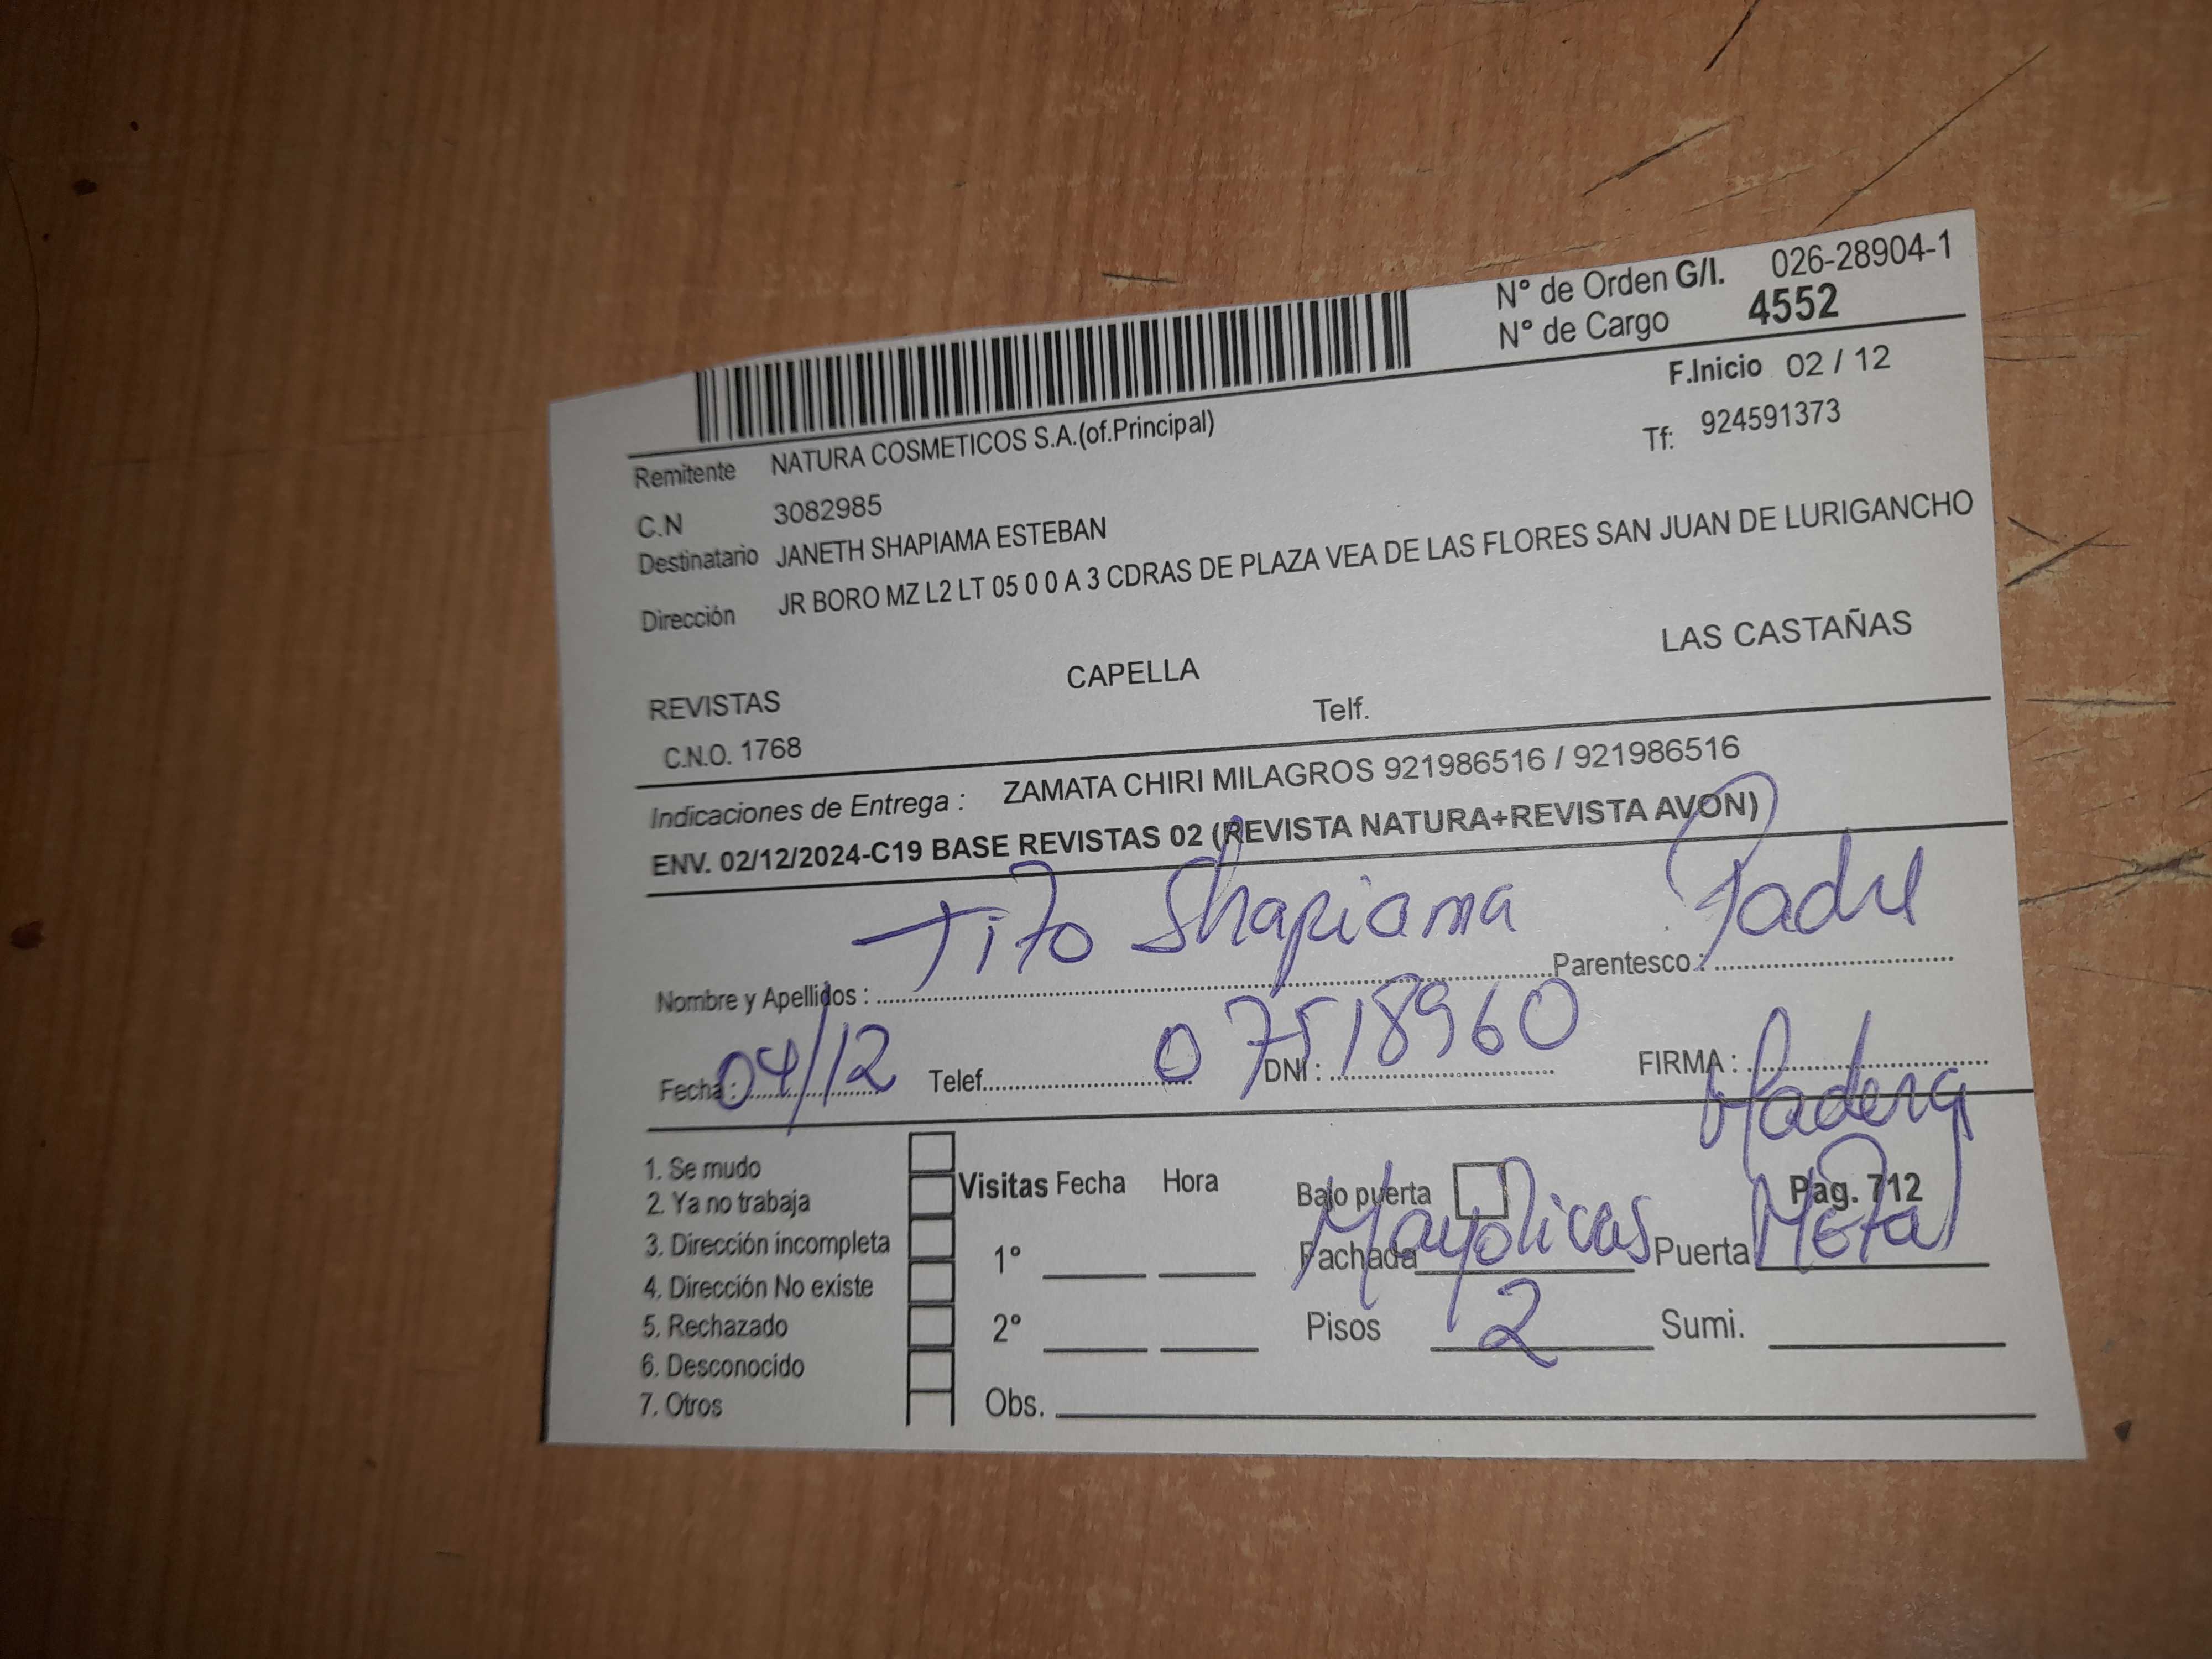 N° de Orden G/I. 026-28904-1
N° de Cargo 4552
F.Inicio 02 / 12
Remitente NATURA COSMETICOS S.A.(of.Principal)
Tf: 924591373
C.N 3082985
Destinatario JANETH SHAPIAMA ESTEBAN
Dirección JR BORO MZ L2 LT 05 0 0 A 3 CDRAS DE PLAZA VEA DE LAS FLORES SAN JUAN DE LURIGANCHO
REVISTAS CAPELLA LAS CASTAÑAS
C.N.O. 1768 Telf.
Indicaciones de Entrega : ZAMATA CHIRI MILAGROS 921986516 / 921986516
ENV. 02/12/2024-C19 BASE REVISTAS 02 (REVISTA NATURA+REVISTA AVON)
Nombre y Apellidos : Tito Shapiama Parentesco : Padre
Fecha : 04/12 Telef. DNI : 07518960 FIRMA :
Madera
1. Se mudo
2. Ya no trabaja
3. Dirección incompleta
4. Dirección No existe
5. Rechazado
6. Desconocido
7. Otros
Visitas Fecha Hora
1°
2°
Obs.
Bajo puerta Pag. 712
Fachada Mayolicas Puerta Metal
Pisos 2 Sumi.